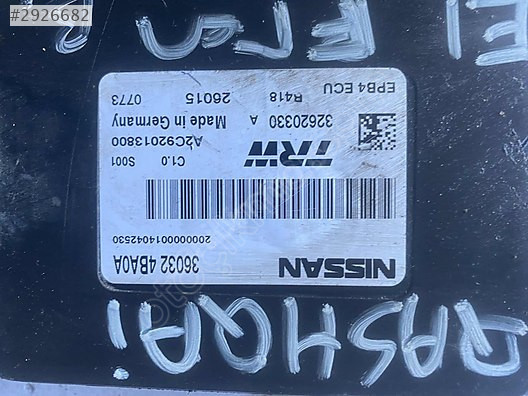 #2926682
QASHQAI
NISSAN 36032 4BA0A
20000000014042530
TRW C1.0 S001
A2C92013800
32620330 A Made in Germany
R418 26015 0773
EPB4 ECU